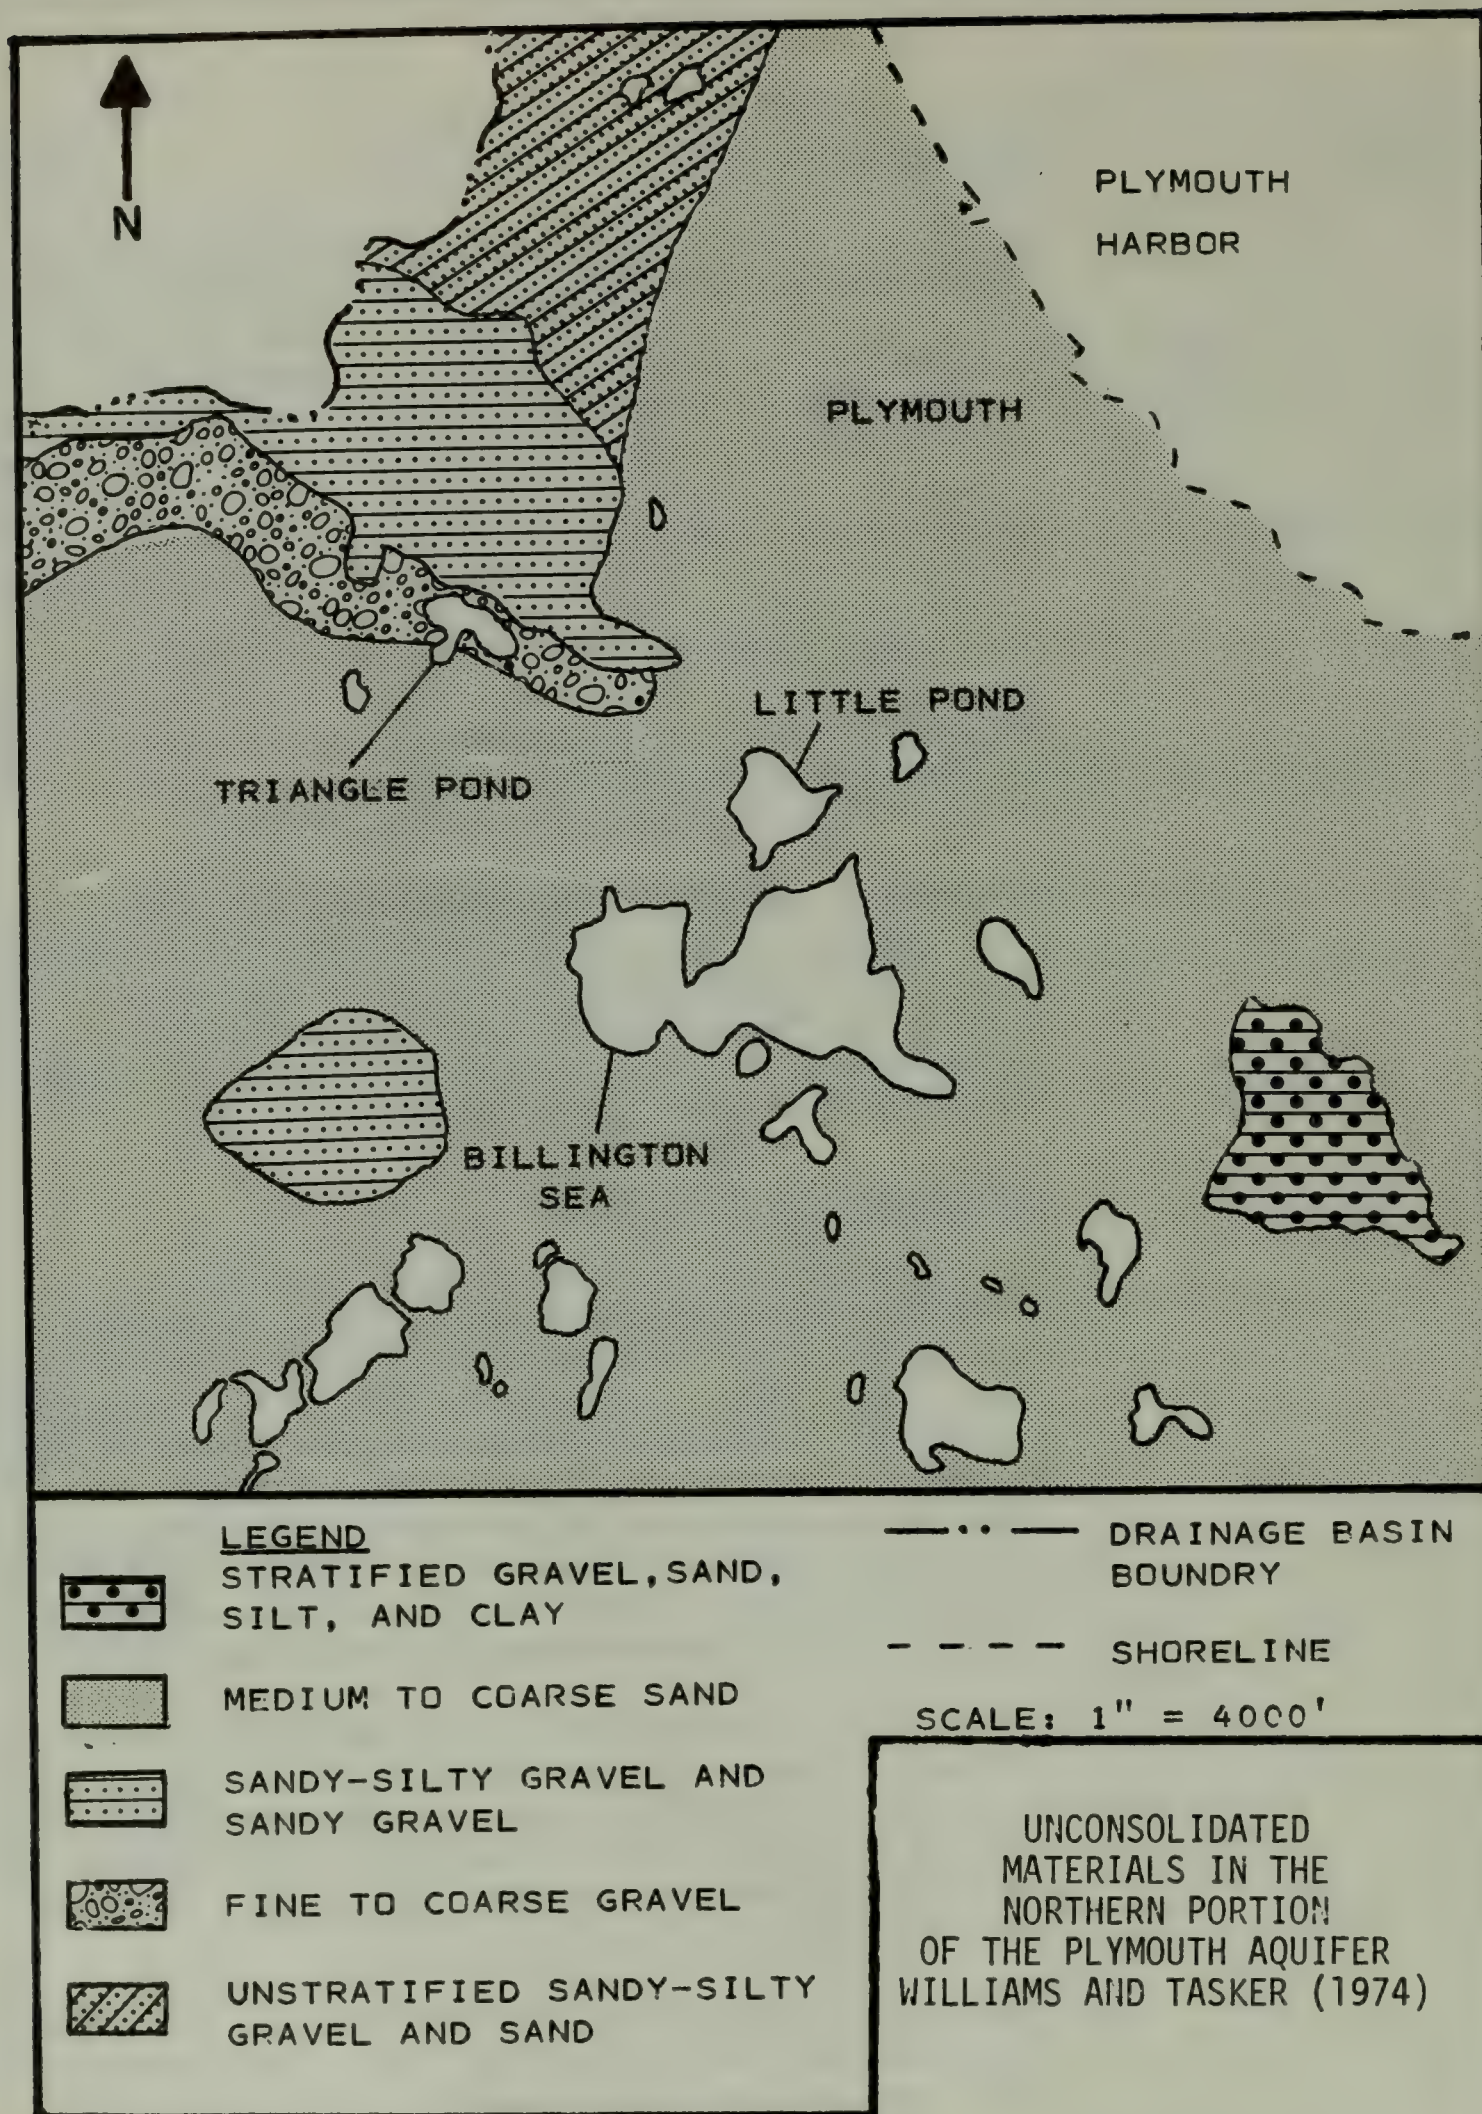 N
PLYMOUTH
HARBOR
PLYMOUTH
LITTLE POND
TRIANGLE POND
BILLINGTON
SEA
LEGEND
STRATIFIED GRAVEL, SAND,
SILT, AND CLAY
MEDIUM TO COARSE SAND
SANDY-SILTY GRAVEL AND
SANDY GRAVEL
FINE TO COARSE GRAVEL
UNSTRATIFIED SANDY-SILTY
GRAVEL AND SAND
DRAINAGE BASIN
BOUNDRY
SHORELINE
SCALE: 1" = 4000'
UNCONSOLIDATED
MATERIALS IN THE
NORTHERN PORTION
OF THE PLYMOUTH AQUIFER
WILLIAMS AND TASKER (1974)